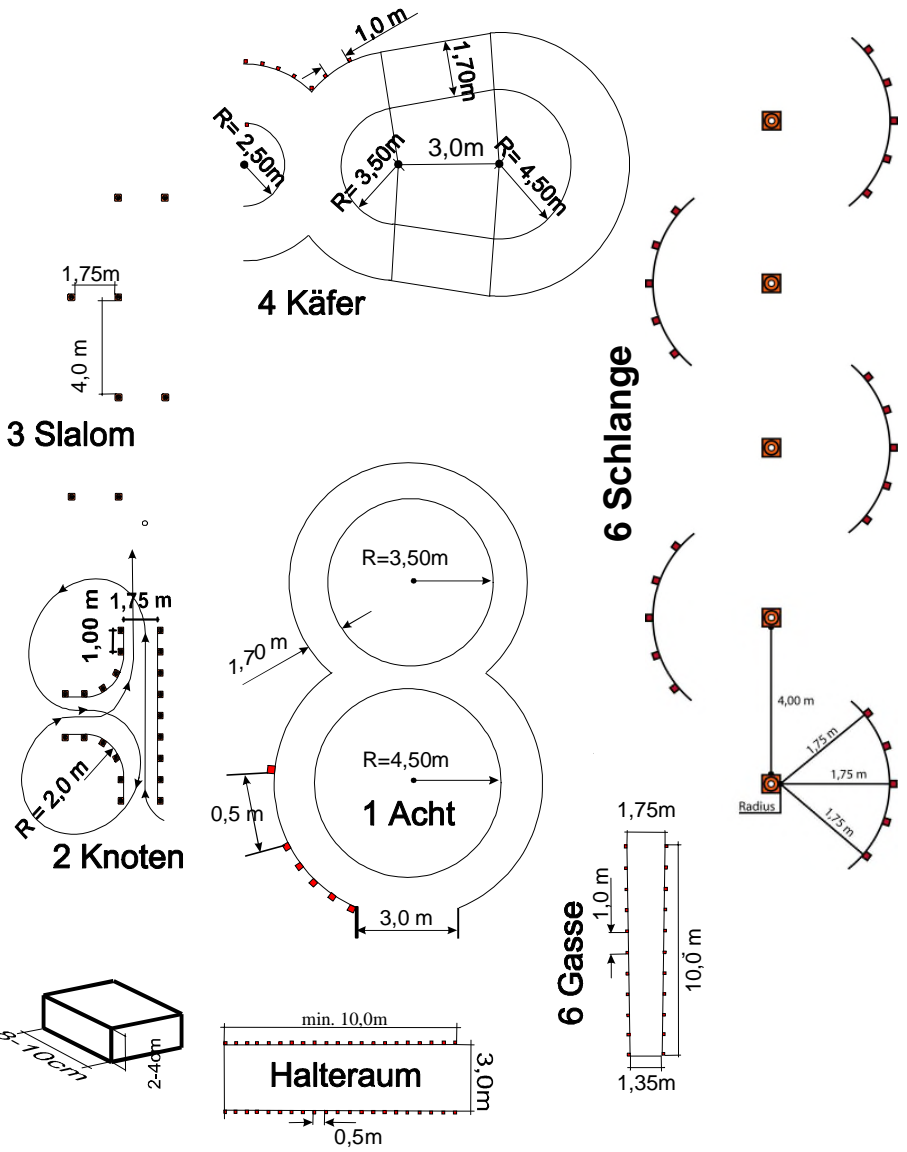 1,0 m
1,70m
R= 2,50m
3,0m
R= 3,50m
R= 4,50m
4 Käfer
1,75m
4,0 m
3 Slalom
6 Schlange
1,75 m
1,00 m
R = 2,0 m
2 Knoten
R=3,50m
1,70 m
R=4,50m
0,5 m
1 Acht
3,0 m
4,00 m
1,75 m
1,75 m
1,75 m
Radius
1,75m
1,0 m
10,0 m
6 Gasse
1,35m
8-10cm
2-4cm
min. 10,0m
Halteraum
3,0m
0,5m